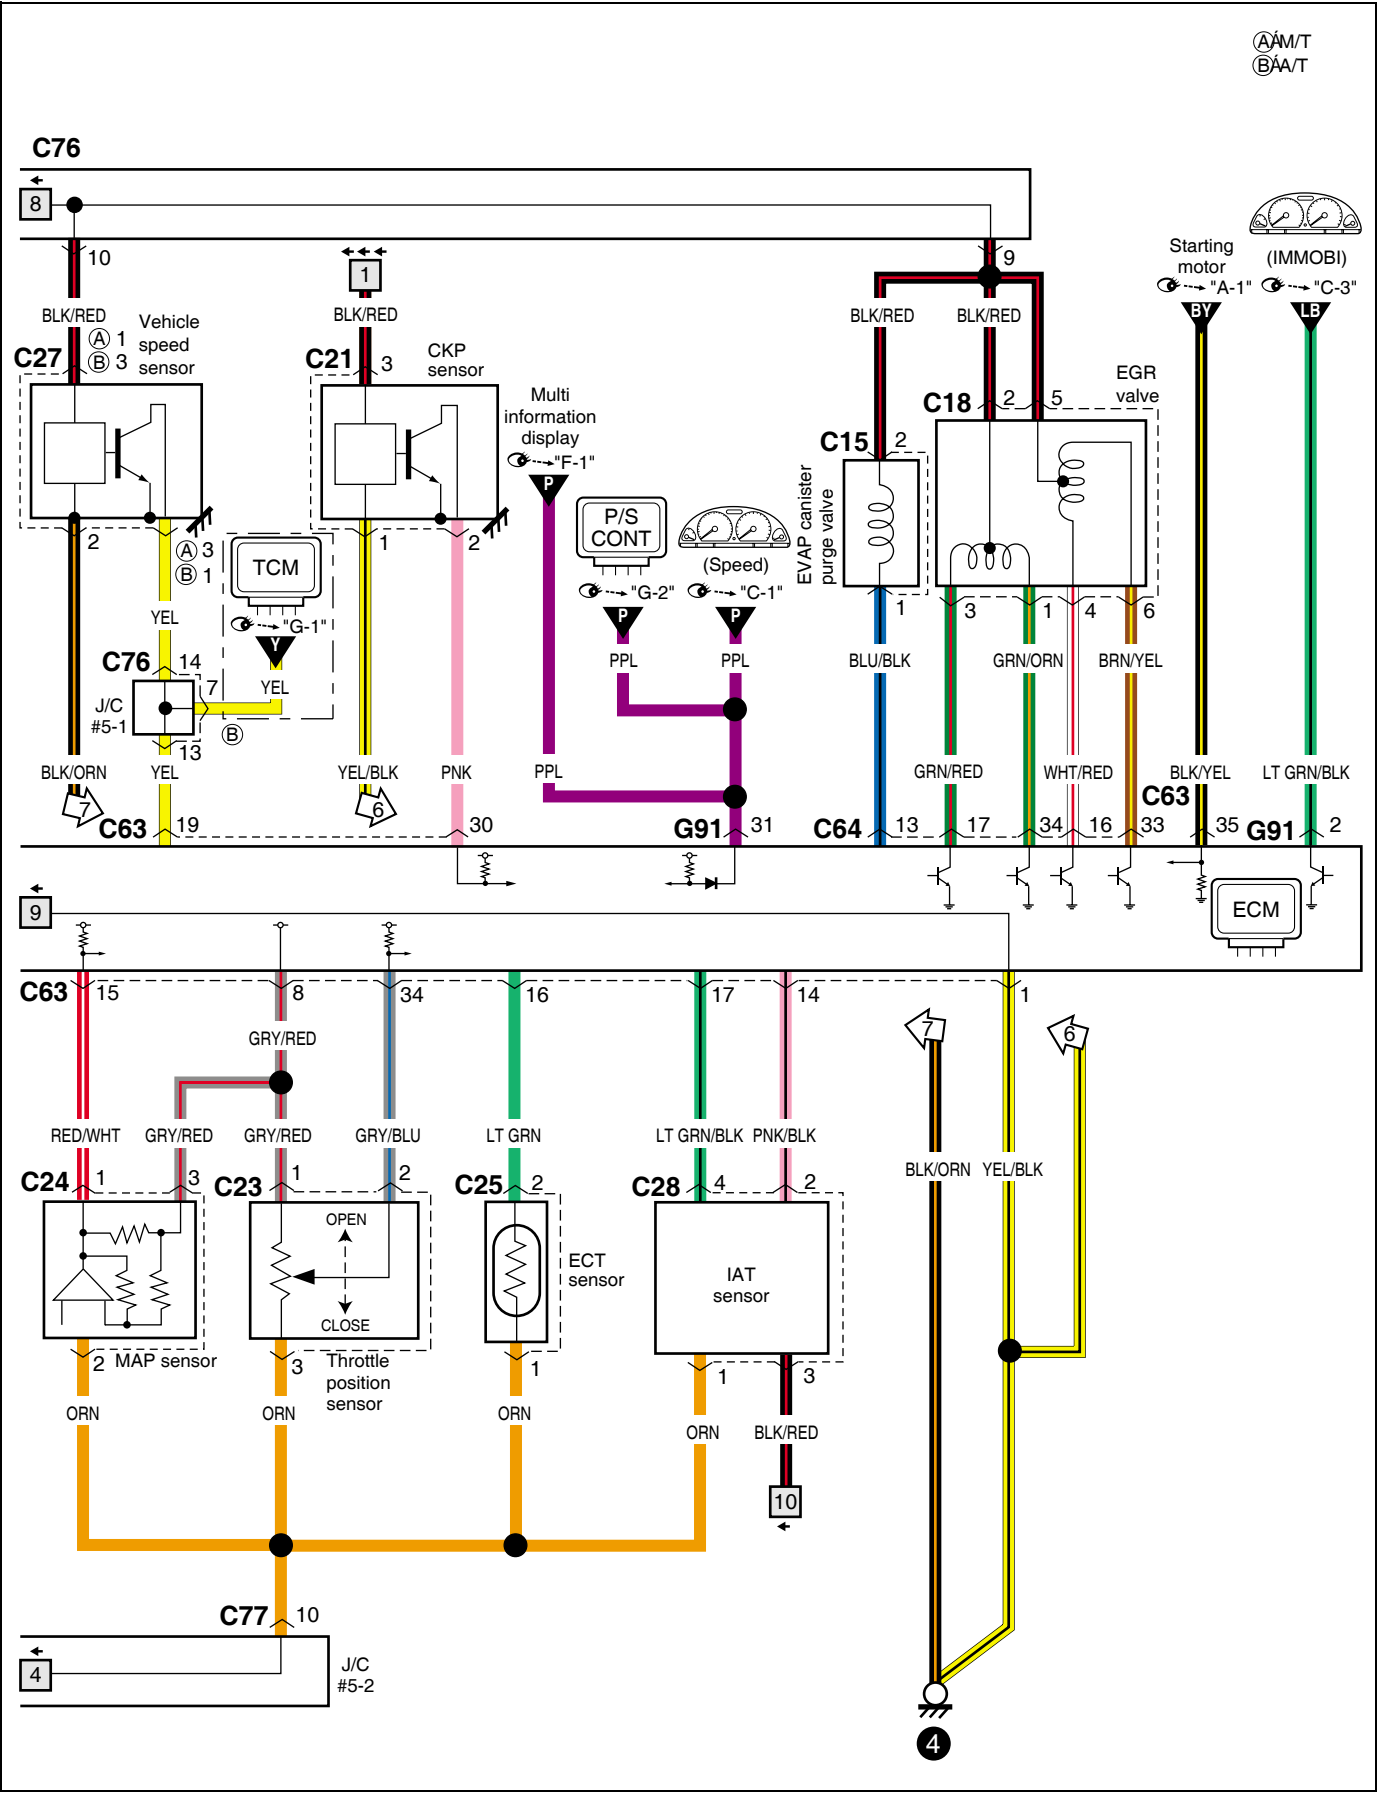 ⒶÁM/T
ⒷÁA/T
C76
8
10
1
9
Starting
motor
"A-1"
BY
(IMMOBI)
"C-3"
LB
BLK/RED
BLK/RED
BLK/RED
BLK/RED
C27
Ⓐ 1
Ⓑ 3
Vehicle
speed
sensor
C21
3
CKP
sensor
Multi
information
display
"F-1"
P
C15
2
EVAP canister
purge valve
C18
2
5
EGR
valve
P/S
CONT
"G-2"
P
(Speed)
"C-1"
P
2
Ⓐ 3
Ⓑ 1
TCM
"G-1"
Y
1
2
1
3
1
4
6
YEL
YEL
PPL
PPL
BLU/BLK
GRN/ORN
BRN/YEL
C76
14
7
J/C
#5-1
13
Ⓑ
BLK/ORN
YEL
YEL/BLK
PNK
PPL
GRN/RED
WHT/RED
BLK/YEL
LT GRN/BLK
7
6
C63
19
30
G91
31
C64
13
17
34
16
33
C63
35
G91
2
ECM
9
C63
15
8
34
16
17
14
1
GRY/RED
7
6
RED/WHT
GRY/RED
GRY/RED
GRY/BLU
LT GRN
LT GRN/BLK
PNK/BLK
BLK/ORN
YEL/BLK
C24
1
3
C23
1
2
C25
2
C28
4
2
OPEN
CLOSE
ECT
sensor
IAT
sensor
2
MAP sensor
3
Throttle
position
sensor
1
1
3
ORN
ORN
ORN
ORN
BLK/RED
10
C77
10
4
J/C
#5-2
4